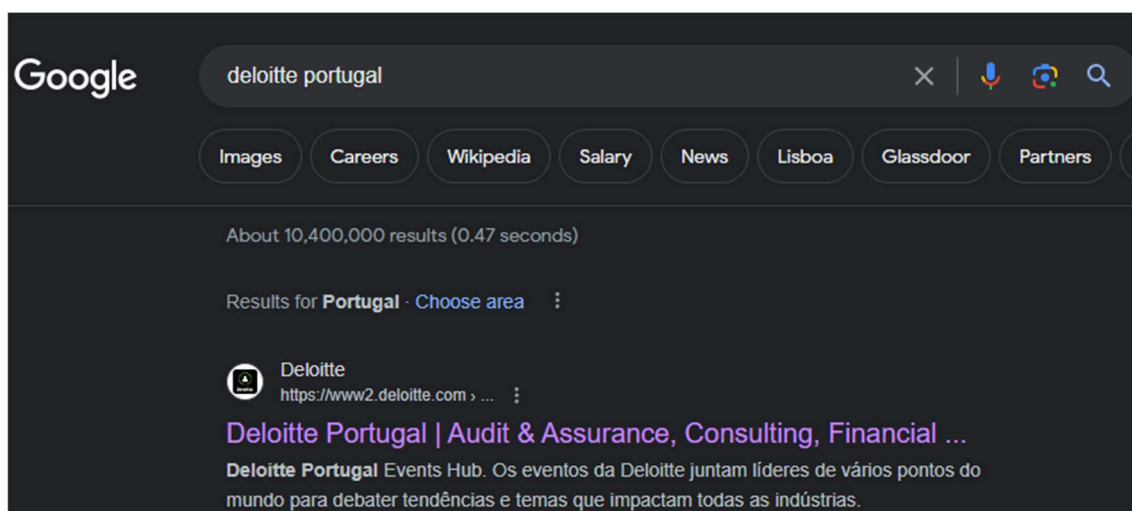 Google
deloitte portugal
Images Careers Wikipedia Salary News Lisboa Glassdoor Partners
About 10,400,000 results (0.47 seconds)
Results for Portugal · Choose area
Deloitte
https://www2.deloitte.com › ...
Deloitte Portugal | Audit & Assurance, Consulting, Financial ...
Deloitte Portugal Events Hub. Os eventos da Deloitte juntam líderes de vários pontos do
mundo para debater tendências e temas que impactam todas as indústrias.